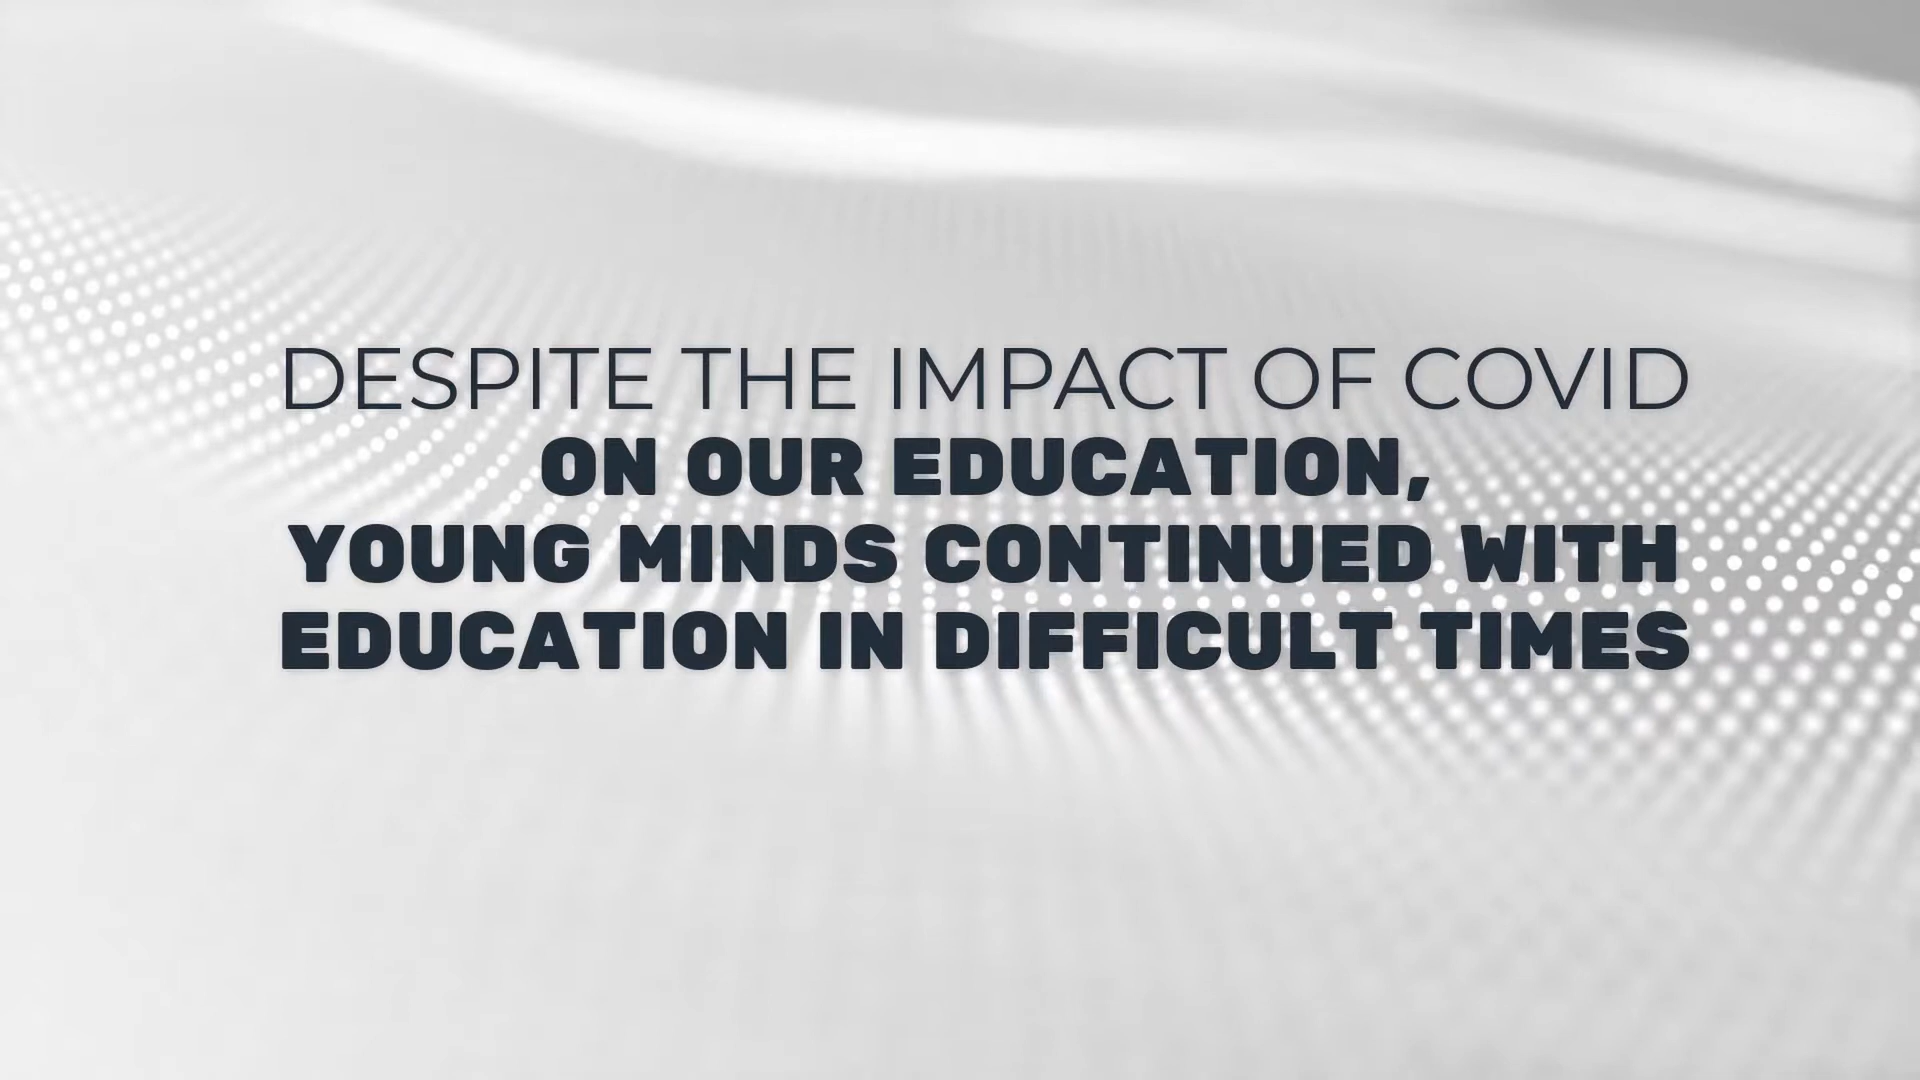 DESPITE THE IMPACT OF COVID
ON OUR EDUCATION,
YOUNG MINDS CONTINUED WITH
EDUCATION IN DIFFICULT TIMES